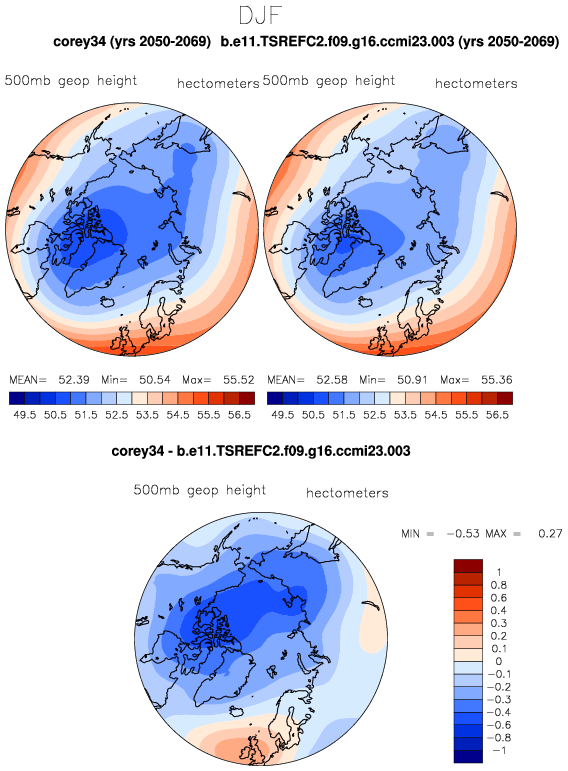 DJF
corey34 (yrs 2050-2069) b.e11.TSREFC2.f09.g16.ccmi23.003 (yrs 2050-2069)
500mb geop height hectometers 500mb geop height hectometers
MEAN= 52.39 Min= 50.54 Max= 55.52 MEAN= 52.58 Min= 50.91 Max= 55.36
49.5 50.5 51.5 52.5 53.5 54.5 55.5 56.5 49.5 50.5 51.5 52.5 53.5 54.5 55.5 56.5
corey34 - b.e11.TSREFC2.f09.g16.ccmi23.003
500mb geop height hectometers
MIN = -0.53 MAX = 0.27
1
0.8
0.6
0.4
0.3
0.2
0.1
0
-0.1
-0.2
-0.3
-0.4
-0.6
-0.8
-1